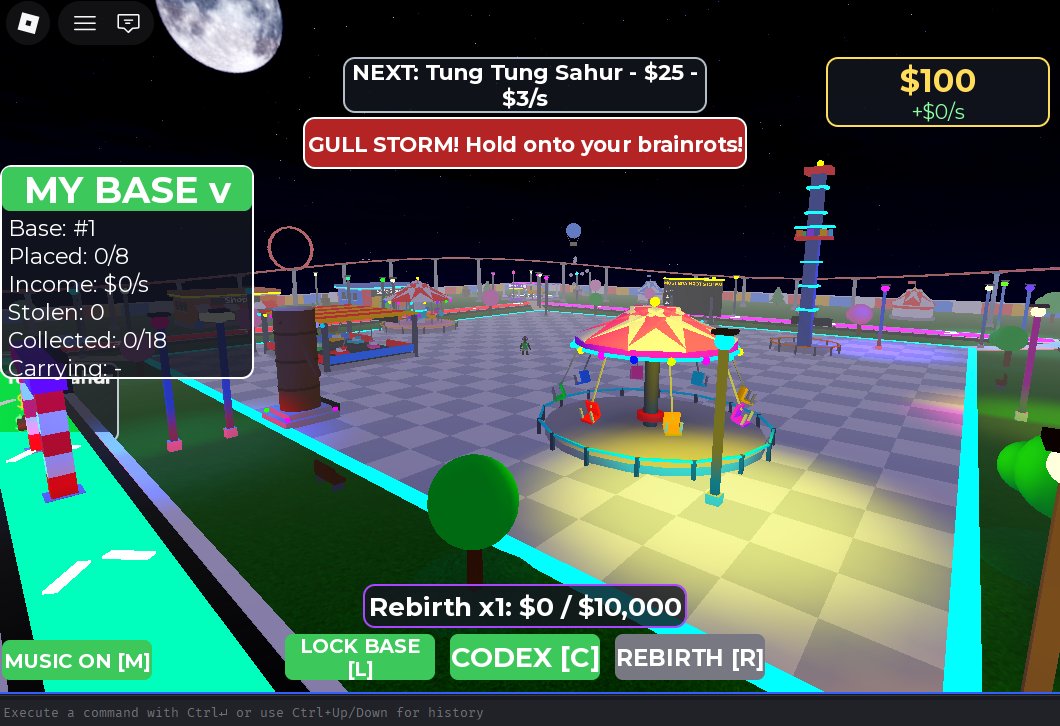 NEXT: Tung Tung Sahur - $25 -
$3/s
$100
+$0/s
GULL STORM! Hold onto your brainrots!
MY BASE v
Base: #1
Placed: 0/8
Income: $0/s
Stolen: 0
Collected: 0/18
Carrying: -
Shop
Rebirth x1: $0 / $10,000
MUSIC ON [M]
LOCK BASE
[L]
CODEX [C]
REBIRTH [R]
Execute a command with Ctrl↵ or use Ctrl+Up/Down for history